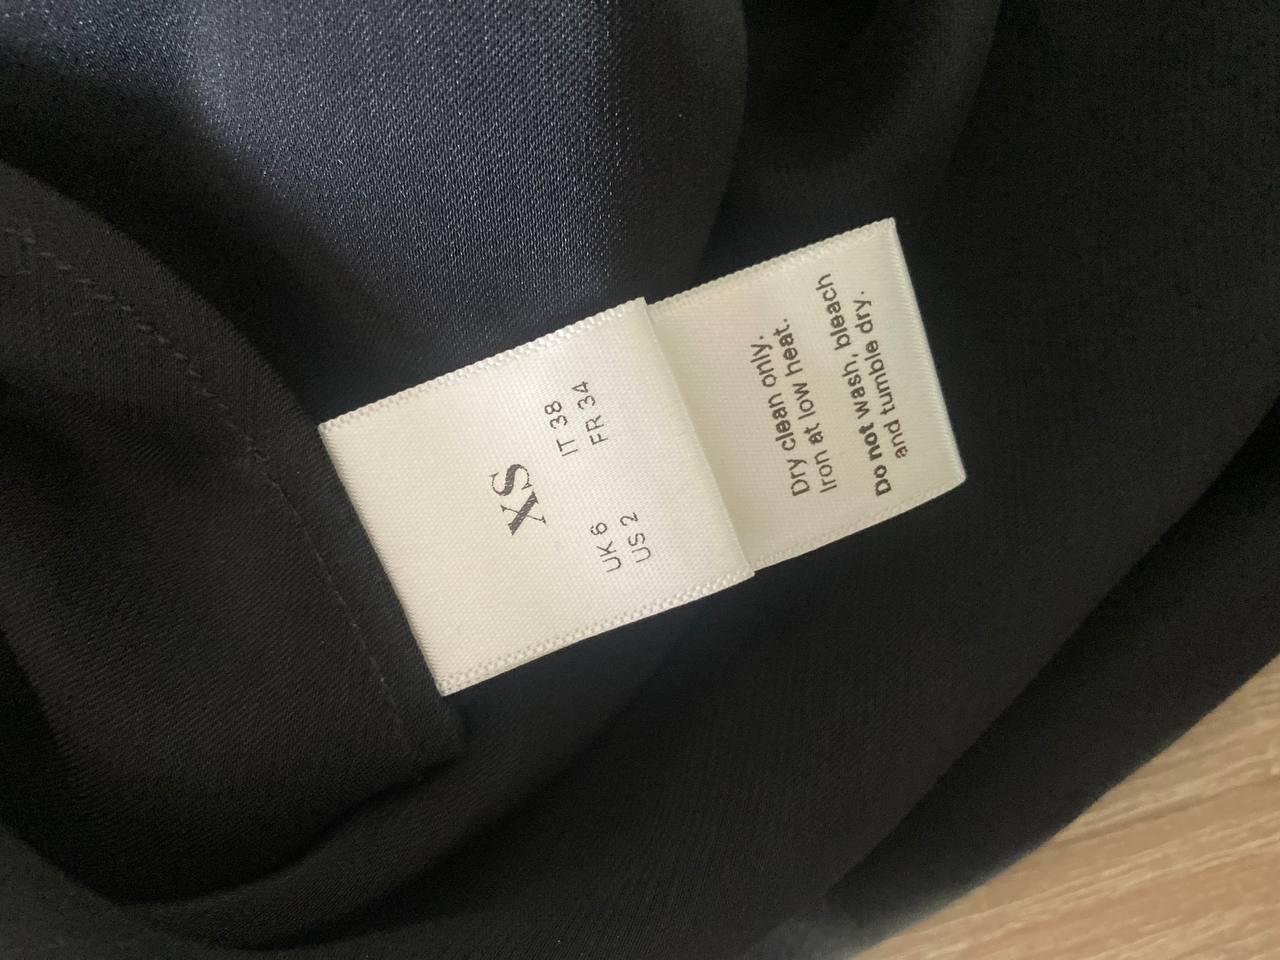 XS
UK 6 IT 38
US 2 FR 34
Dry clean only.
Iron at low heat.
Do not wash, bleach
and tumble dry.